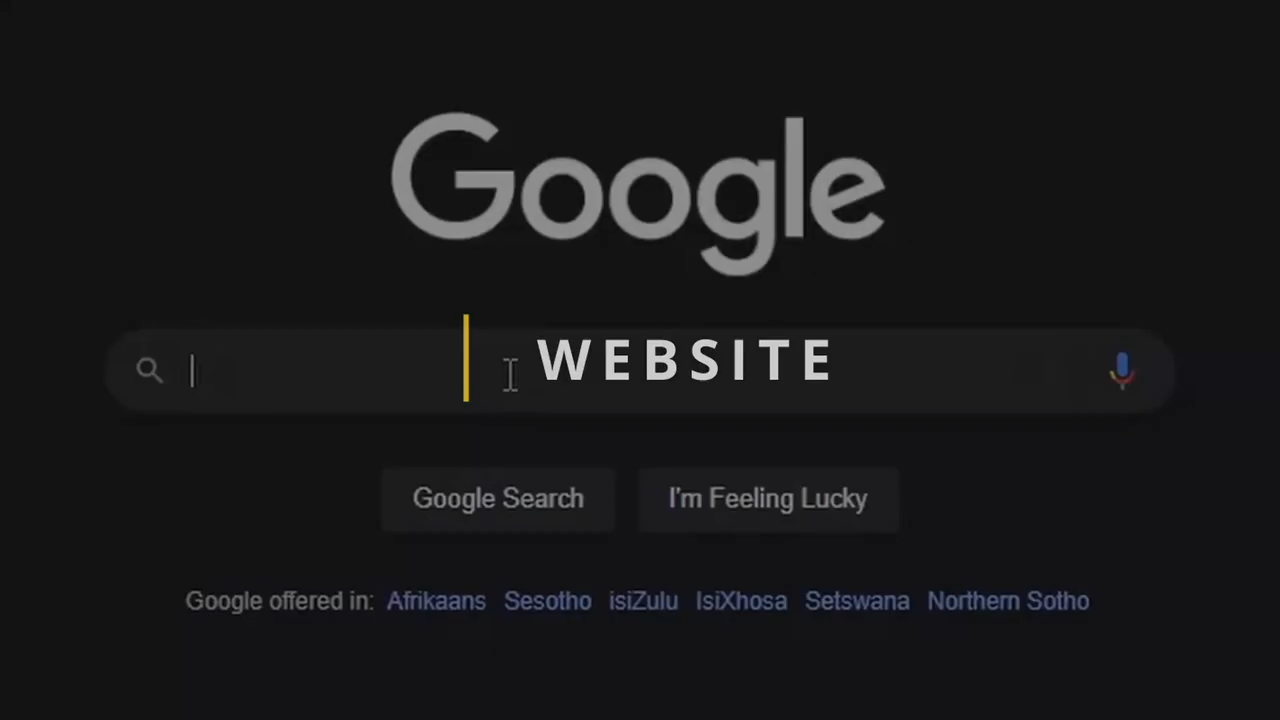 Google
WEBSITE
Google Search I'm Feeling Lucky
Google offered in: Afrikaans Sesotho isiZulu IsiXhosa Setswana Northern Sotho